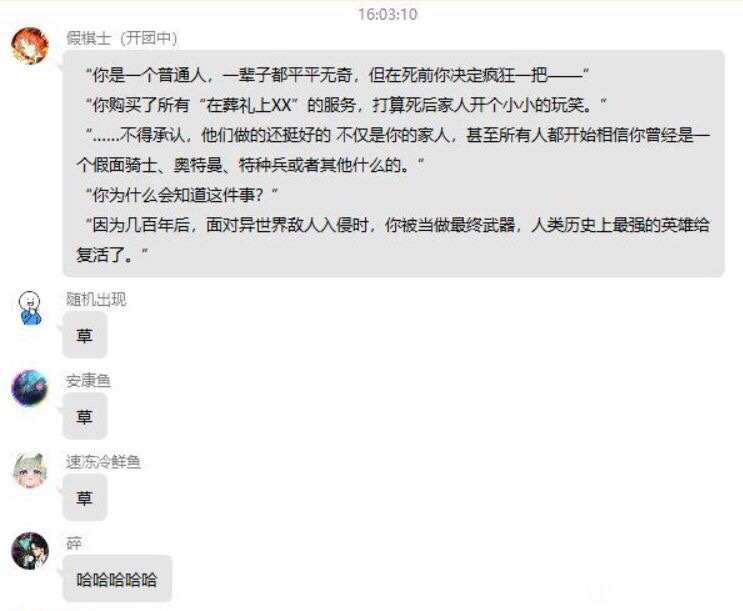 16:03:10
假棋士（开团中）
“你是一个普通人，一辈子都平平无奇，但在死前你决定疯狂一把——“
“你购买了所有“在葬礼上XX”的服务，打算死后家人开个小小的玩笑。“
“……不得承认，他们做的还挺好的 不仅是你的家人，甚至所有人都开始相信你曾经是一
个假面骑士、奥特曼、特种兵或者其他什么的。“
“你为什么会知道这件事？“
“因为几百年后，面对异世界敌人入侵时，你被当做最终武器，人类历史上最强的英雄给
复活了。“
随机出现
草
安康鱼
草
速冻冷鲜鱼
草
碎
哈哈哈哈哈